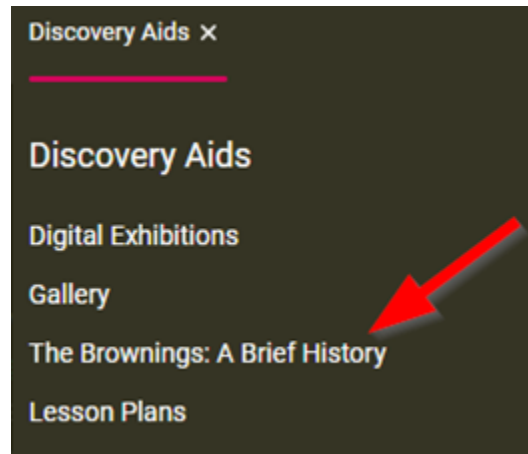 Discovery Aids ×
Discovery Aids
Digital Exhibitions
Gallery
The Brownings: A Brief History
Lesson Plans